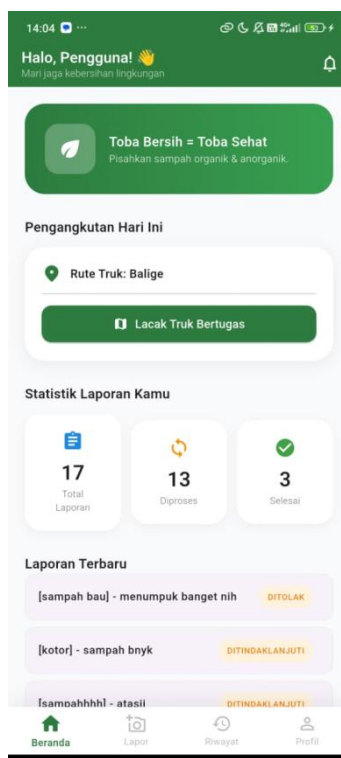 14:04
Halo, Pengguna! 👋
Mari jaga kebersihan lingkungan
Toba Bersih = Toba Sehat
Pisahkan sampah organik & anorganik.
Pengangkutan Hari Ini
Rute Truk: Balige
Lacak Truk Bertugas
Statistik Laporan Kamu
17
Total
Laporan
13
Diproses
3
Selesai
Laporan Terbaru
[sampah bau] - menumpuk banget nih
DITOLAK
[kotor] - sampah bnyk
DITINDAKLANJUTI
[sampahhhh] - atasii
DITINDAKLANJUTI
Beranda
Lapor
Riwayat
Profil